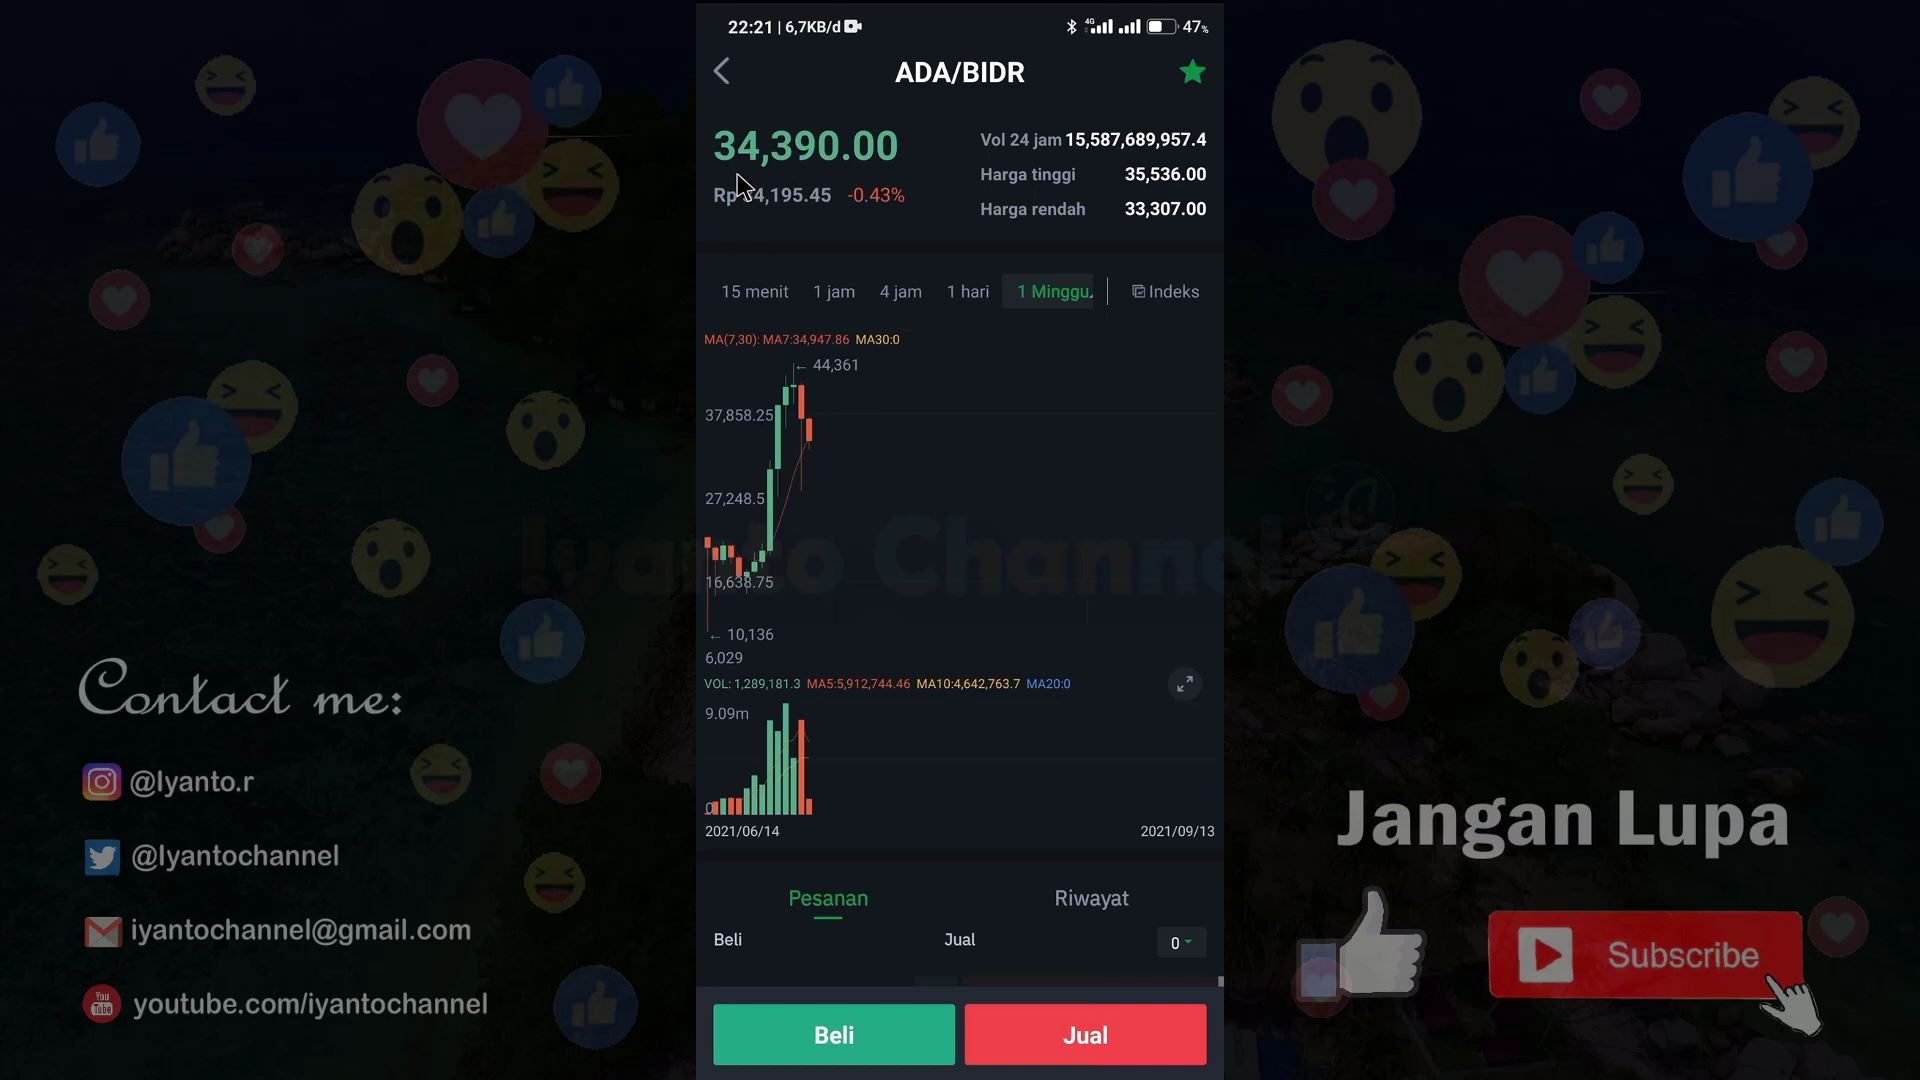 22:21 | 6,7KB/d
4G
47%
ADA/BIDR
34,390.00
Vol 24 jam 15,587,689,957.4
Harga tinggi 35,536.00
4,195.45 -0.43%
Harga rendah 33,307.00
15 menit 1 jam 4 jam 1 hari 1 Minggu Indeks
MA(7,30): MA7:34,947.86 MA30:0
← 44,361
37,858.25
27,248.5
Iyanto Channel
16,638.75
← 10,136
6,029
VOL: 1,289,181.3 MA5:5,912,744.46 MA10:4,642,763.7 MA20:0
9.09m
0
2021/06/14 2021/09/13
Pesanan Riwayat
Beli Jual 0
Beli Jual
Contact me:
@Iyanto.r
@Iyantochannel
iyantochannel@gmail.com
You Tube
youtube.com/iyantochannel
Jangan Lupa
Subscribe